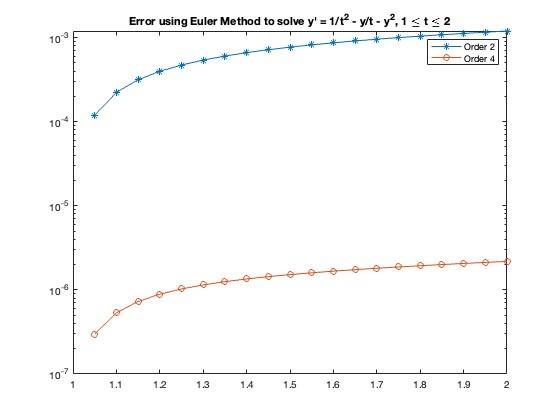 Error using Euler Method to solve y' = 1/t² - y/t - y², 1 ≤ t ≤ 2
10⁻³
Order 2
Order 4
10⁻⁴
10⁻⁵
10⁻⁶
10⁻⁷
1 1.1 1.2 1.3 1.4 1.5 1.6 1.7 1.8 1.9 2